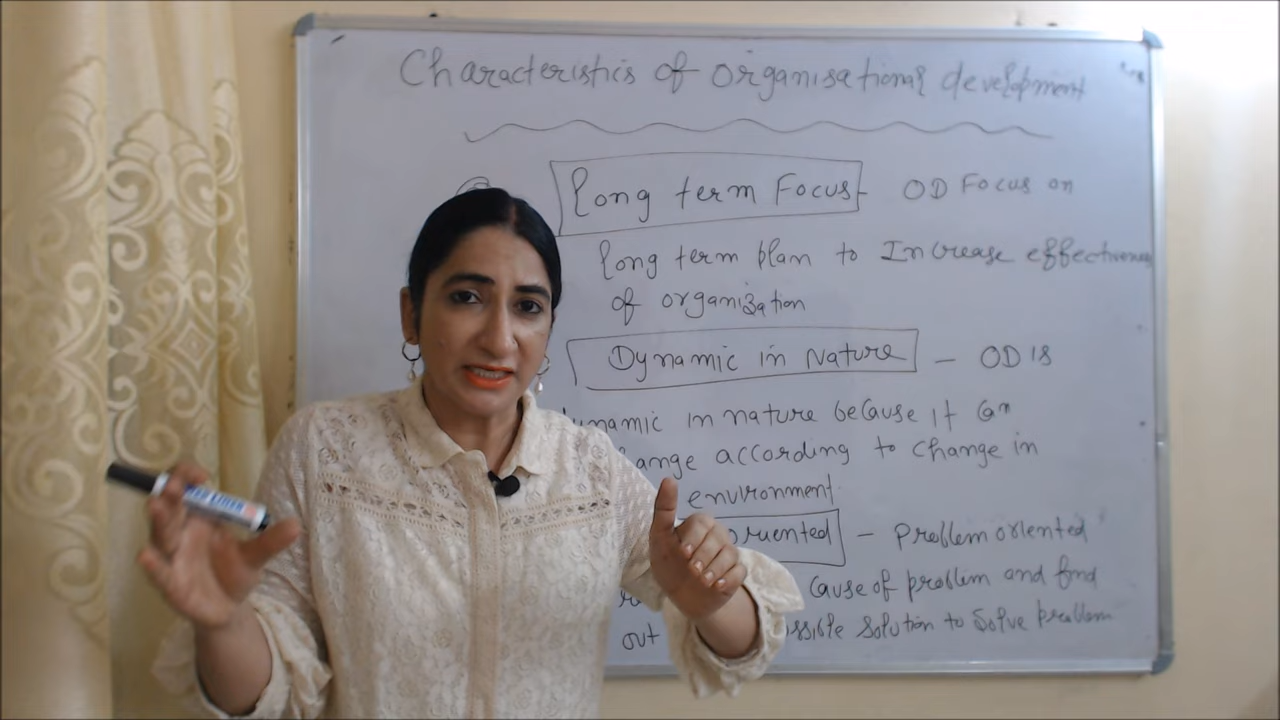 Characteristics of organisational development
Long term Focus - OD Focus on
long term plan to Increase effectiveness
of organization
Dynamic in Nature - OD is
dynamic in nature because it can
change according to change in
environment
oriented - Problem oriented
cause of problem and find
out solution to solve problem